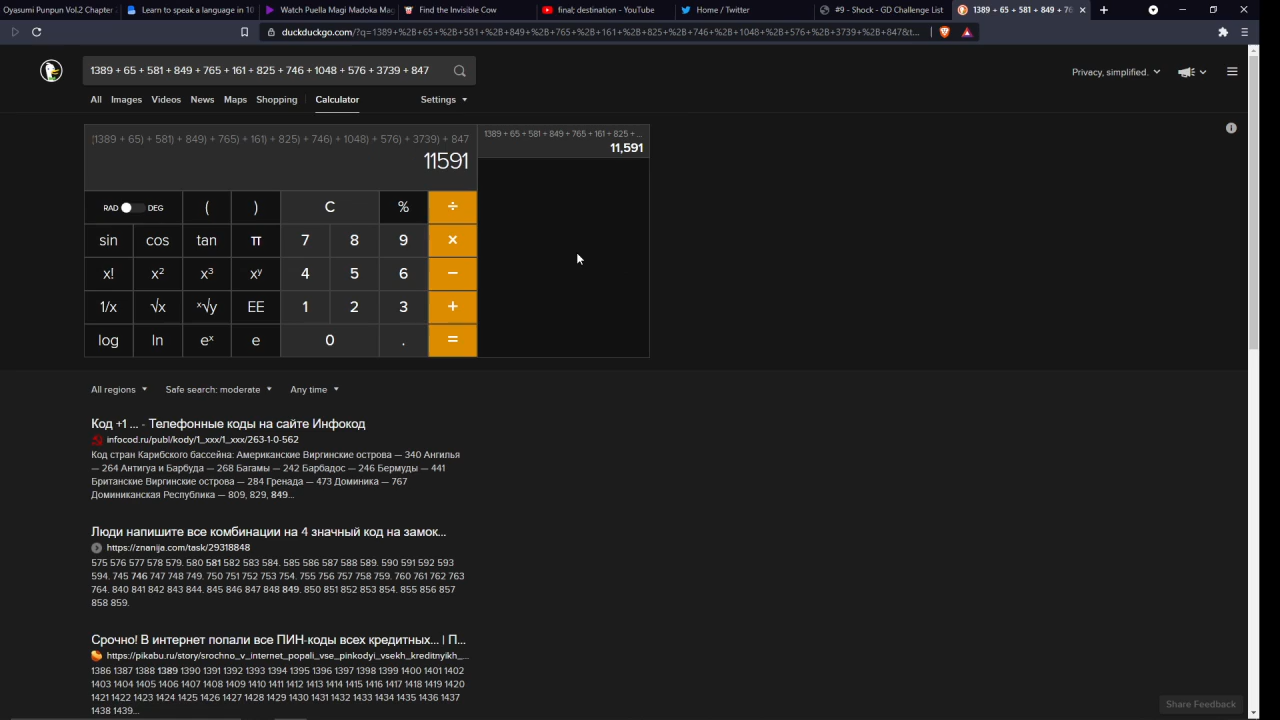 Oyasumi Punpun Vol.2 Chapter
Learn to speak a language in 10
Watch Puella Magi Madoka Mag
Find the Invisible Cow
final; destination - YouTube
Home / Twitter
#9 - Shock - GD Challenge List
1389 + 65 + 581 + 849 + 76
duckduckgo.com/?q=1389+%2B+65+%2B+581+%2B+849+%2B+765+%2B+161+%2B+825+%2B+746+%2B+1048+%2B+576+%2B+3739+%2B+847&t...
1389 + 65 + 581 + 849 + 765 + 161 + 825 + 746 + 1048 + 576 + 3739 + 847
Privacy, simplified.
All Images Videos News Maps Shopping Calculator Settings
1389 + 65) + 581) + 849) + 765) + 161) + 825) + 746) + 1048) + 576) + 3739) + 847
11591
1389 + 65 + 581 + 849 + 765 + 161 + 825 + ...
11,591
RAD DEG ( ) C % ÷
sin cos tan π 7 8 9 ×
x! x² x³ xʸ 4 5 6 −
1/x √x ˣ√y EE 1 2 3 +
log ln eˣ e 0 . =
All regions Safe search: moderate Any time
Код +1 ... - Телефонные коды на сайте Инфокод
infocod.ru/publ/kody/1_xxx/1_xxx/263-1-0-562
Код стран Карибского бассейна: Американские Виргинские острова — 340 Ангилья
— 264 Антигуа и Барбуда — 268 Багамы — 242 Барбадос — 246 Бермуды — 441
Британские Виргинские острова — 284 Гренада — 473 Доминика — 767
Доминиканская Республика — 809, 829, 849...
Люди напишите все комбинации на 4 значный код на замок...
https://znanija.com/task/29318848
575 576 577 578 579. 580 581 582 583 584. 585 586 587 588 589. 590 591 592 593
594. 745 746 747 748 749. 750 751 752 753 754. 755 756 757 758 759. 760 761 762 763
764. 840 841 842 843 844. 845 846 847 848 849. 850 851 852 853 854. 855 856 857
858 859.
Срочно! В интернет попали все ПИН-коды всех кредитных... | П...
https://pikabu.ru/story/srochno_v_internet_popali_vse_pinkodyi_vsekh_kreditnyikh_...
1386 1387 1388 1389 1390 1391 1392 1393 1394 1395 1396 1397 1398 1399 1400 1401 1402
1403 1404 1405 1406 1407 1408 1409 1410 1411 1412 1413 1414 1415 1416 1417 1418 1419 1420
1421 1422 1423 1424 1425 1426 1427 1428 1429 1430 1431 1432 1433 1434 1435 1436 1437
1438 1439...
Share Feedback